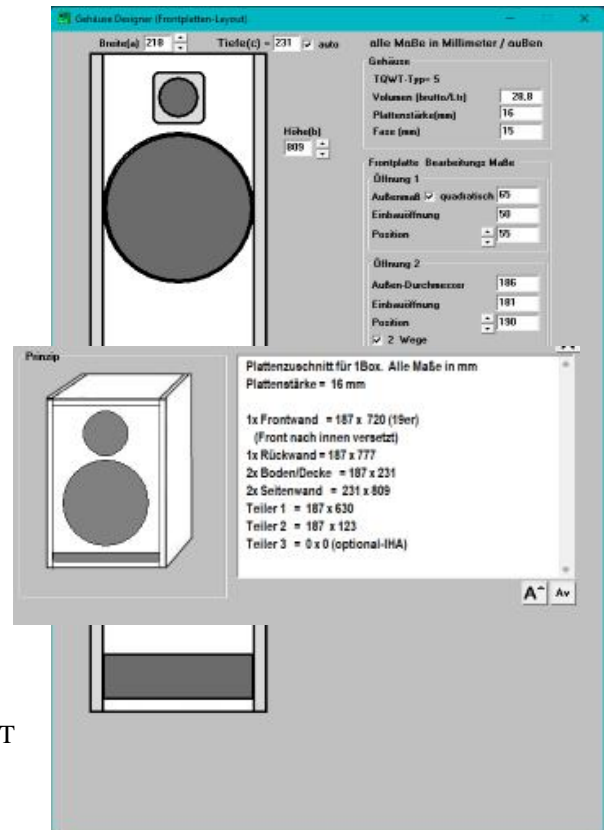 Gehäuse Designer (Frontplatten-Layout)
Breite(a) 218 Tiefe(c) = 231 auto alle Maße in Millimeter / außen
Gehäuse
TQWT-Typ= 5
Volumen (brutto/Ltr) 28,8
Plattenstärke(mm) 16
Fase (mm) 15
Höhe(b)
809
Frontplatte Bearbeitungs Maße
Öffnung 1
Außenmaß quadratisch 65
Einbauöffnung 50
Position 55
Öffnung 2
Außen-Durchmesser 186
Einbauöffnung 181
Position 190
2 Wege
Prinzip
Plattenzuschnitt für 1Box. Alle Maße in mm
Plattenstärke = 16 mm
1x Frontwand = 187 x 720 (19er)
(Front nach innen versetzt)
1x Rückwand = 187 x 777
2x Boden/Decke = 187 x 231
2x Seitenwand = 231 x 809
Teiler 1 = 187 x 630
Teiler 2 = 187 x 123
Teiler 3 = 0 x 0 (optional-IHA)
A^ Av
T